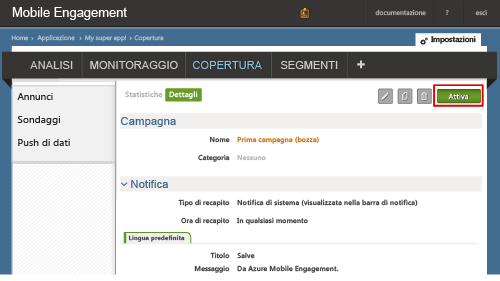 Mobile Engagement
documentazione ? esci
Home › Applicazione › My super app! › Copertura
Impostazioni
ANALISI MONITORAGGIO COPERTURA SEGMENTI +
Annunci
Sondaggi
Push di dati
Statistiche Dettagli
Attiva
Campagna
Nome Prima campagna (bozza)
Categoria Nessuno
Notifica
Tipo di recapito Notifica di sistema (visualizzata nella barra di notifica)
Ora di recapito In qualsiasi momento
Lingua predefinita
Titolo Salve
Messaggio Da Azure Mobile Engagement.